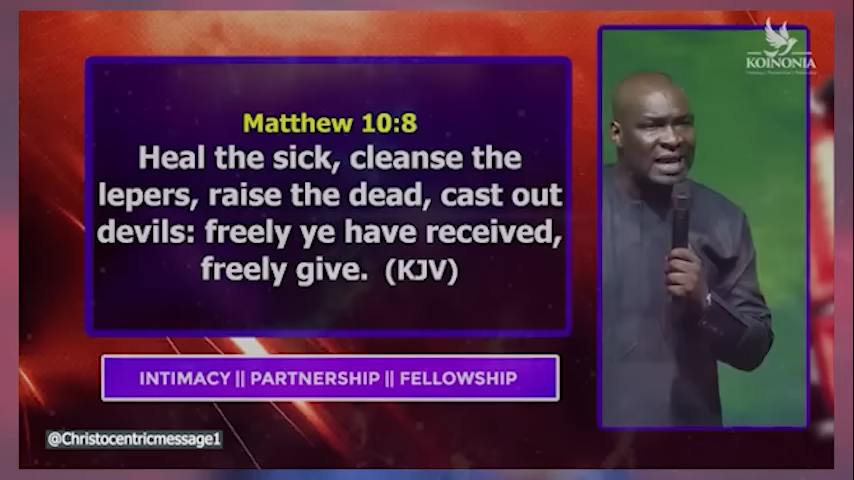 Matthew 10:8
Heal the sick, cleanse the
lepers, raise the dead, cast out
devils: freely ye have received,
freely give. (KJV)
INTIMACY || PARTNERSHIP || FELLOWSHIP
@Christocentricmessage1
KOINONIA